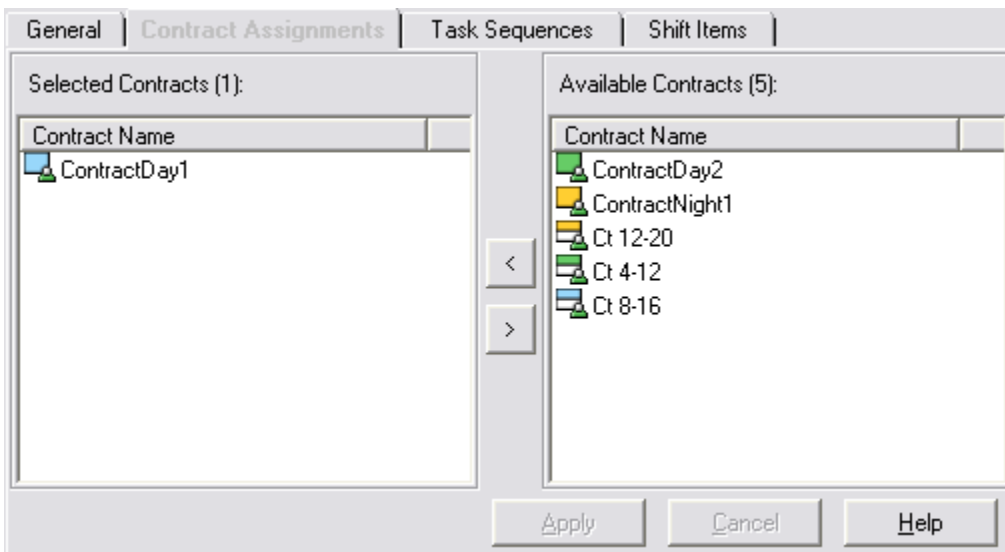 General Contract Assignments Task Sequences Shift Items
Selected Contracts (1):
Contract Name
ContractDay1
<
>
Available Contracts (5):
Contract Name
ContractDay2
ContractNight1
Ct 12-20
Ct 4-12
Ct 8-16
Apply Cancel Help